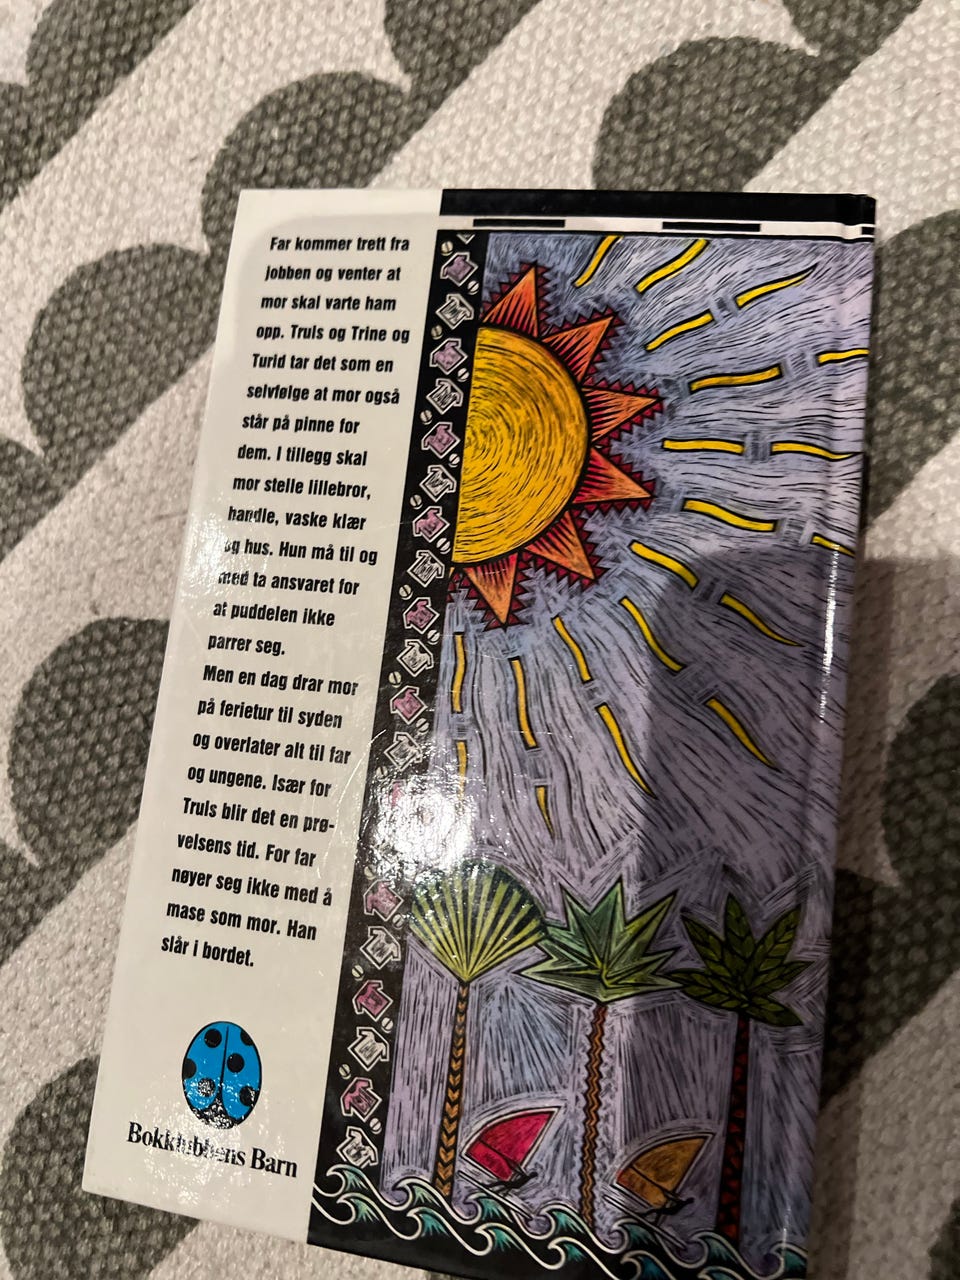 Far kommer trett fra
jobben og venter at
mor skal varte ham
opp. Truls og Trine og
Turid tar det som en
selvfølge at mor også
står på pinne for
dem. I tillegg skal
mor stelle lillebror,
handle, vaske klær
og hus. Hun må til og
med ta ansvaret for
at puddelen ikke
parrer seg.
Men en dag drar mor
på ferietur til syden
og overlater alt til far
og ungene. Især for
Truls blir det en prø-
velsens tid. For far
nøyer seg ikke med å
mase som mor. Han
slår i bordet.
Bokklubbens Barn